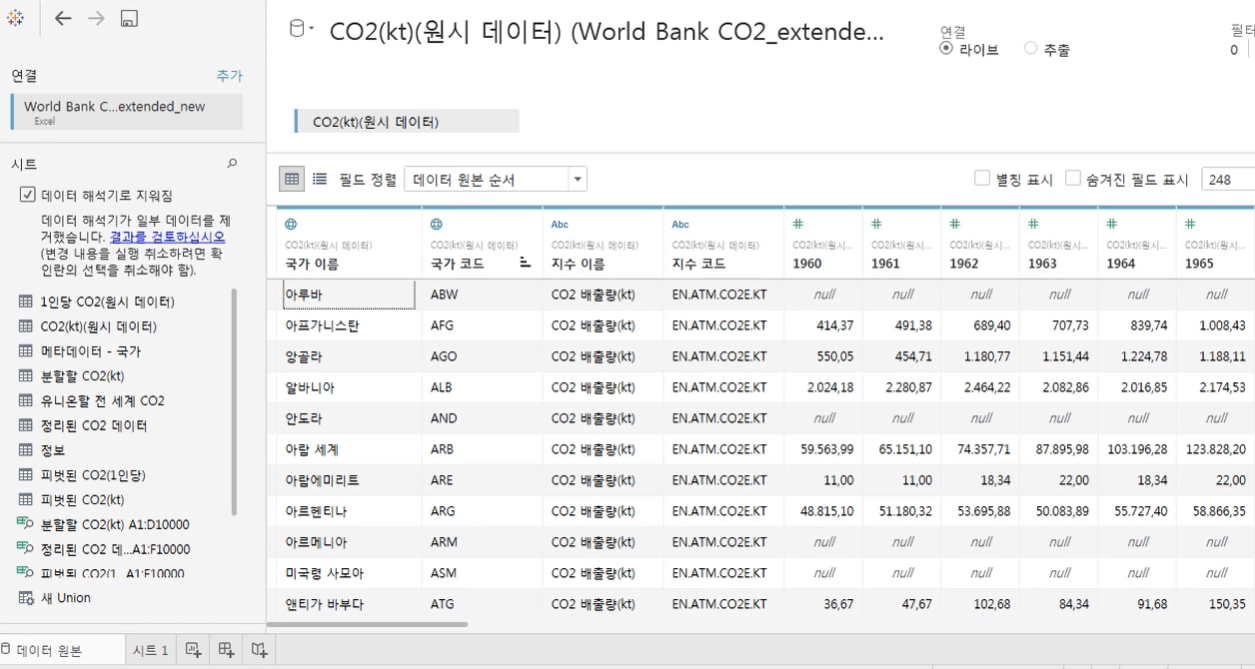 CO2(kt)(원시 데이터) (World Bank CO2_extende...
연결
라이브 추출
필터
0
연결 추가
World Bank C...extended_new
Excel
CO2(kt)(원시 데이터)
시트
데이터 해석기로 지워짐
데이터 해석기가 일부 데이터를 제
거했습니다. 결과를 검토하십시오
(변경 내용을 실행 취소하려면 확
인란의 선택을 취소해야 함).
1인당 CO2(원시 데이터)
CO2(kt)(원시 데이터)
메타데이터 - 국가
분할할 CO2(kt)
유니온할 전 세계 CO2
정리된 CO2 데이터
정보
피벗된 CO2(1인당)
피벗된 CO2(kt)
분할할 CO2(kt) A1:D10000
정리된 CO2 데...A1:F10000
피벗된 CO2(1...A1:F10000
새 Union
필드 정렬 데이터 원본 순서 별칭 표시 숨겨진 필드 표시 248
Abc Abc # # # # # #
CO2(kt)(원시 데이터) CO2(kt)(원시 데이터) CO2(kt)(원시 데이터) CO2(kt)(원시 데이터) CO2(kt)(원시... CO2(kt)(원시... CO2(kt)(원시... CO2(kt)(원시... CO2(kt)(원시... CO2(kt)(원시...
국가 이름 국가 코드 지수 이름 지수 코드 1960 1961 1962 1963 1964 1965
아루바 ABW CO2 배출량(kt) EN.ATM.CO2E.KT null null null null null null
아프가니스탄 AFG CO2 배출량(kt) EN.ATM.CO2E.KT 414,37 491,38 689,40 707,73 839,74 1.008,43
앙골라 AGO CO2 배출량(kt) EN.ATM.CO2E.KT 550,05 454,71 1.180,77 1.151,44 1.224,78 1.188,11
알바니아 ALB CO2 배출량(kt) EN.ATM.CO2E.KT 2.024,18 2.280,87 2.464,22 2.082,86 2.016,85 2.174,53
안도라 AND CO2 배출량(kt) EN.ATM.CO2E.KT null null null null null null
아랍 세계 ARB CO2 배출량(kt) EN.ATM.CO2E.KT 59.563,99 65.151,10 74.357,71 87.895,98 103.196,28 123.828,20
아랍에미리트 ARE CO2 배출량(kt) EN.ATM.CO2E.KT 11,00 11,00 18,34 22,00 18,34 22,00
아르헨티나 ARG CO2 배출량(kt) EN.ATM.CO2E.KT 48.815,10 51.180,32 53.695,88 50.083,89 55.727,40 58.866,35
아르메니아 ARM CO2 배출량(kt) EN.ATM.CO2E.KT null null null null null null
미국령 사모아 ASM CO2 배출량(kt) EN.ATM.CO2E.KT null null null null null null
앤티가 바부다 ATG CO2 배출량(kt) EN.ATM.CO2E.KT 36,67 47,67 102,68 84,34 91,68 150,35
데이터 원본 시트 1